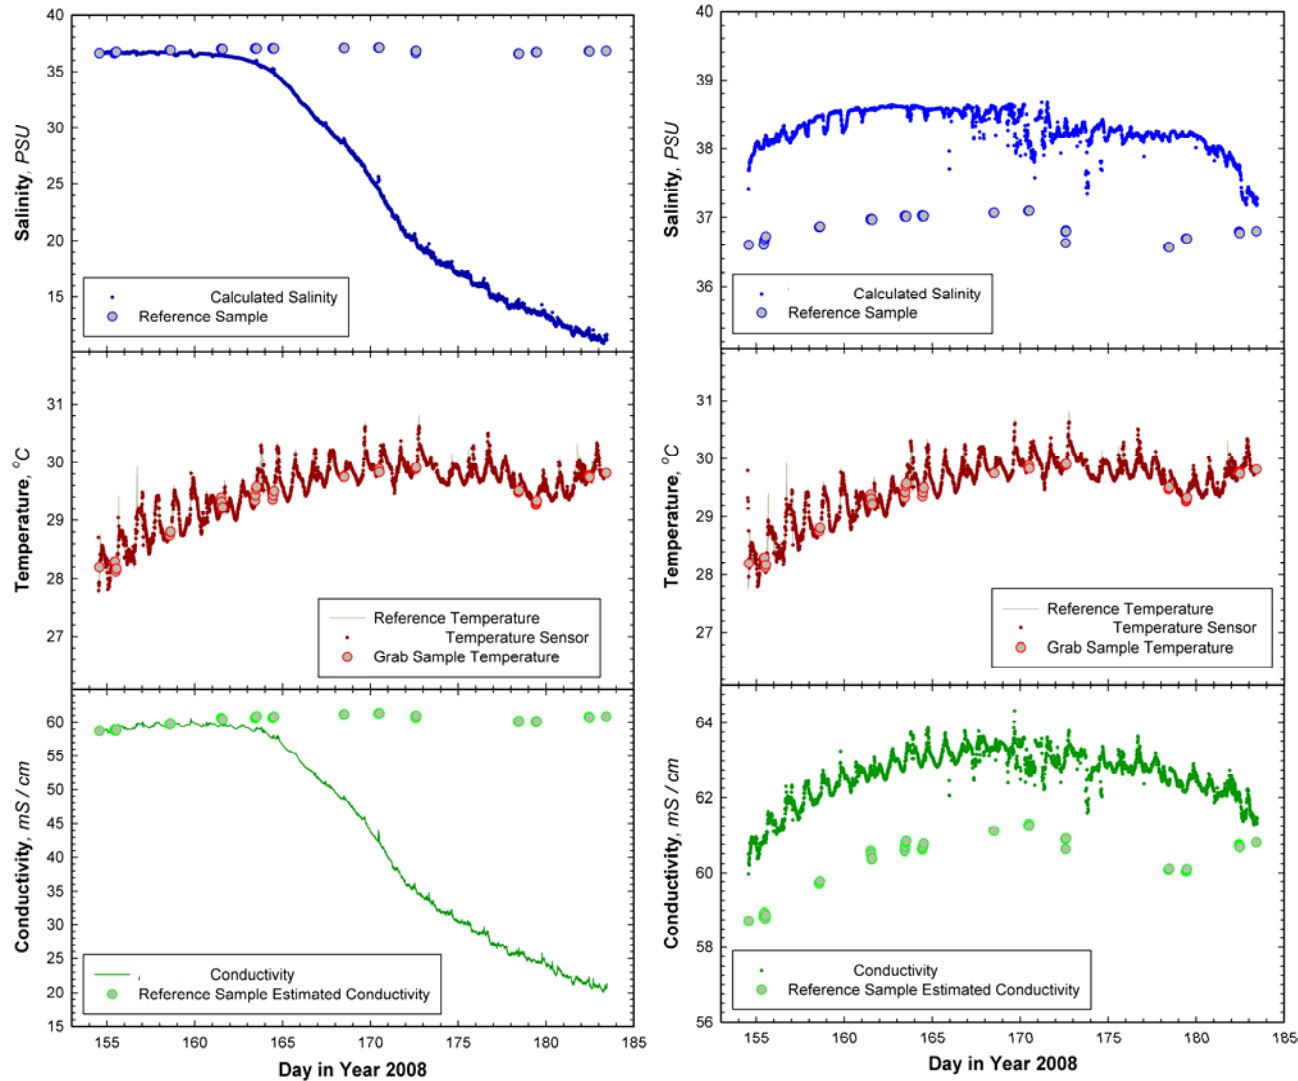 40
35
30
25
20
15
Salinity, PSU
Calculated Salinity
Reference Sample
31
30
29
28
27
Temperature, °C
Reference Temperature
Temperature Sensor
Grab Sample Temperature
60
55
50
45
40
35
30
25
20
15
Conductivity, mS / cm
Conductivity
Reference Sample Estimated Conductivity
155 160 165 170 175 180 185
Day in Year 2008
40
39
38
37
36
Salinity, PSU
Calculated Salinity
Reference Sample
31
30
29
28
27
Temperature, °C
Reference Temperature
Temperature Sensor
Grab Sample Temperature
64
62
60
58
56
Conductivity, mS / cm
Conductivity
Reference Sample Estimated Conductivity
155 160 165 170 175 180 185
Day in Year 2008